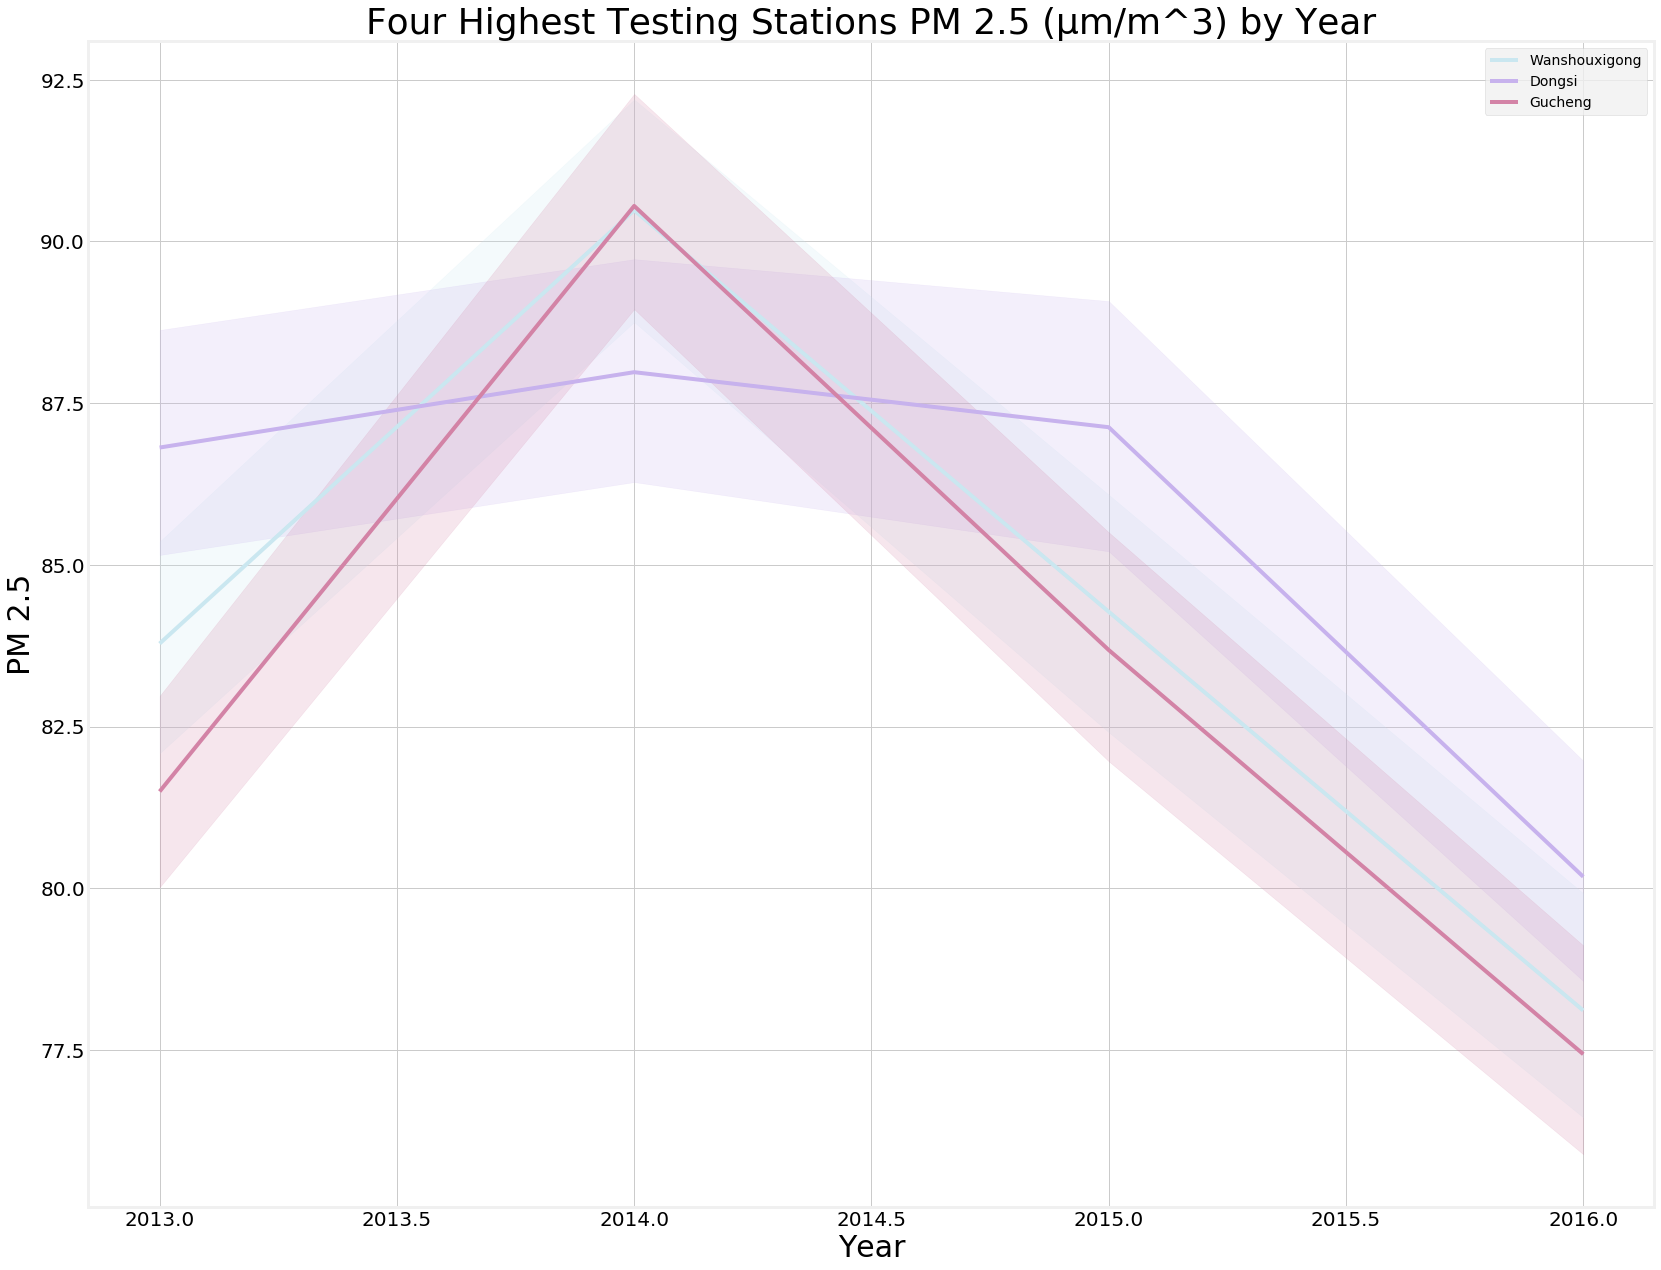 Four Highest Testing Stations PM 2.5 (μm/m^3) by Year
Wanshouxigong
Dongsi
Gucheng
92.5
90.0
87.5
85.0
82.5
80.0
77.5
PM 2.5
2013.0 2013.5 2014.0 2014.5 2015.0 2015.5 2016.0
Year